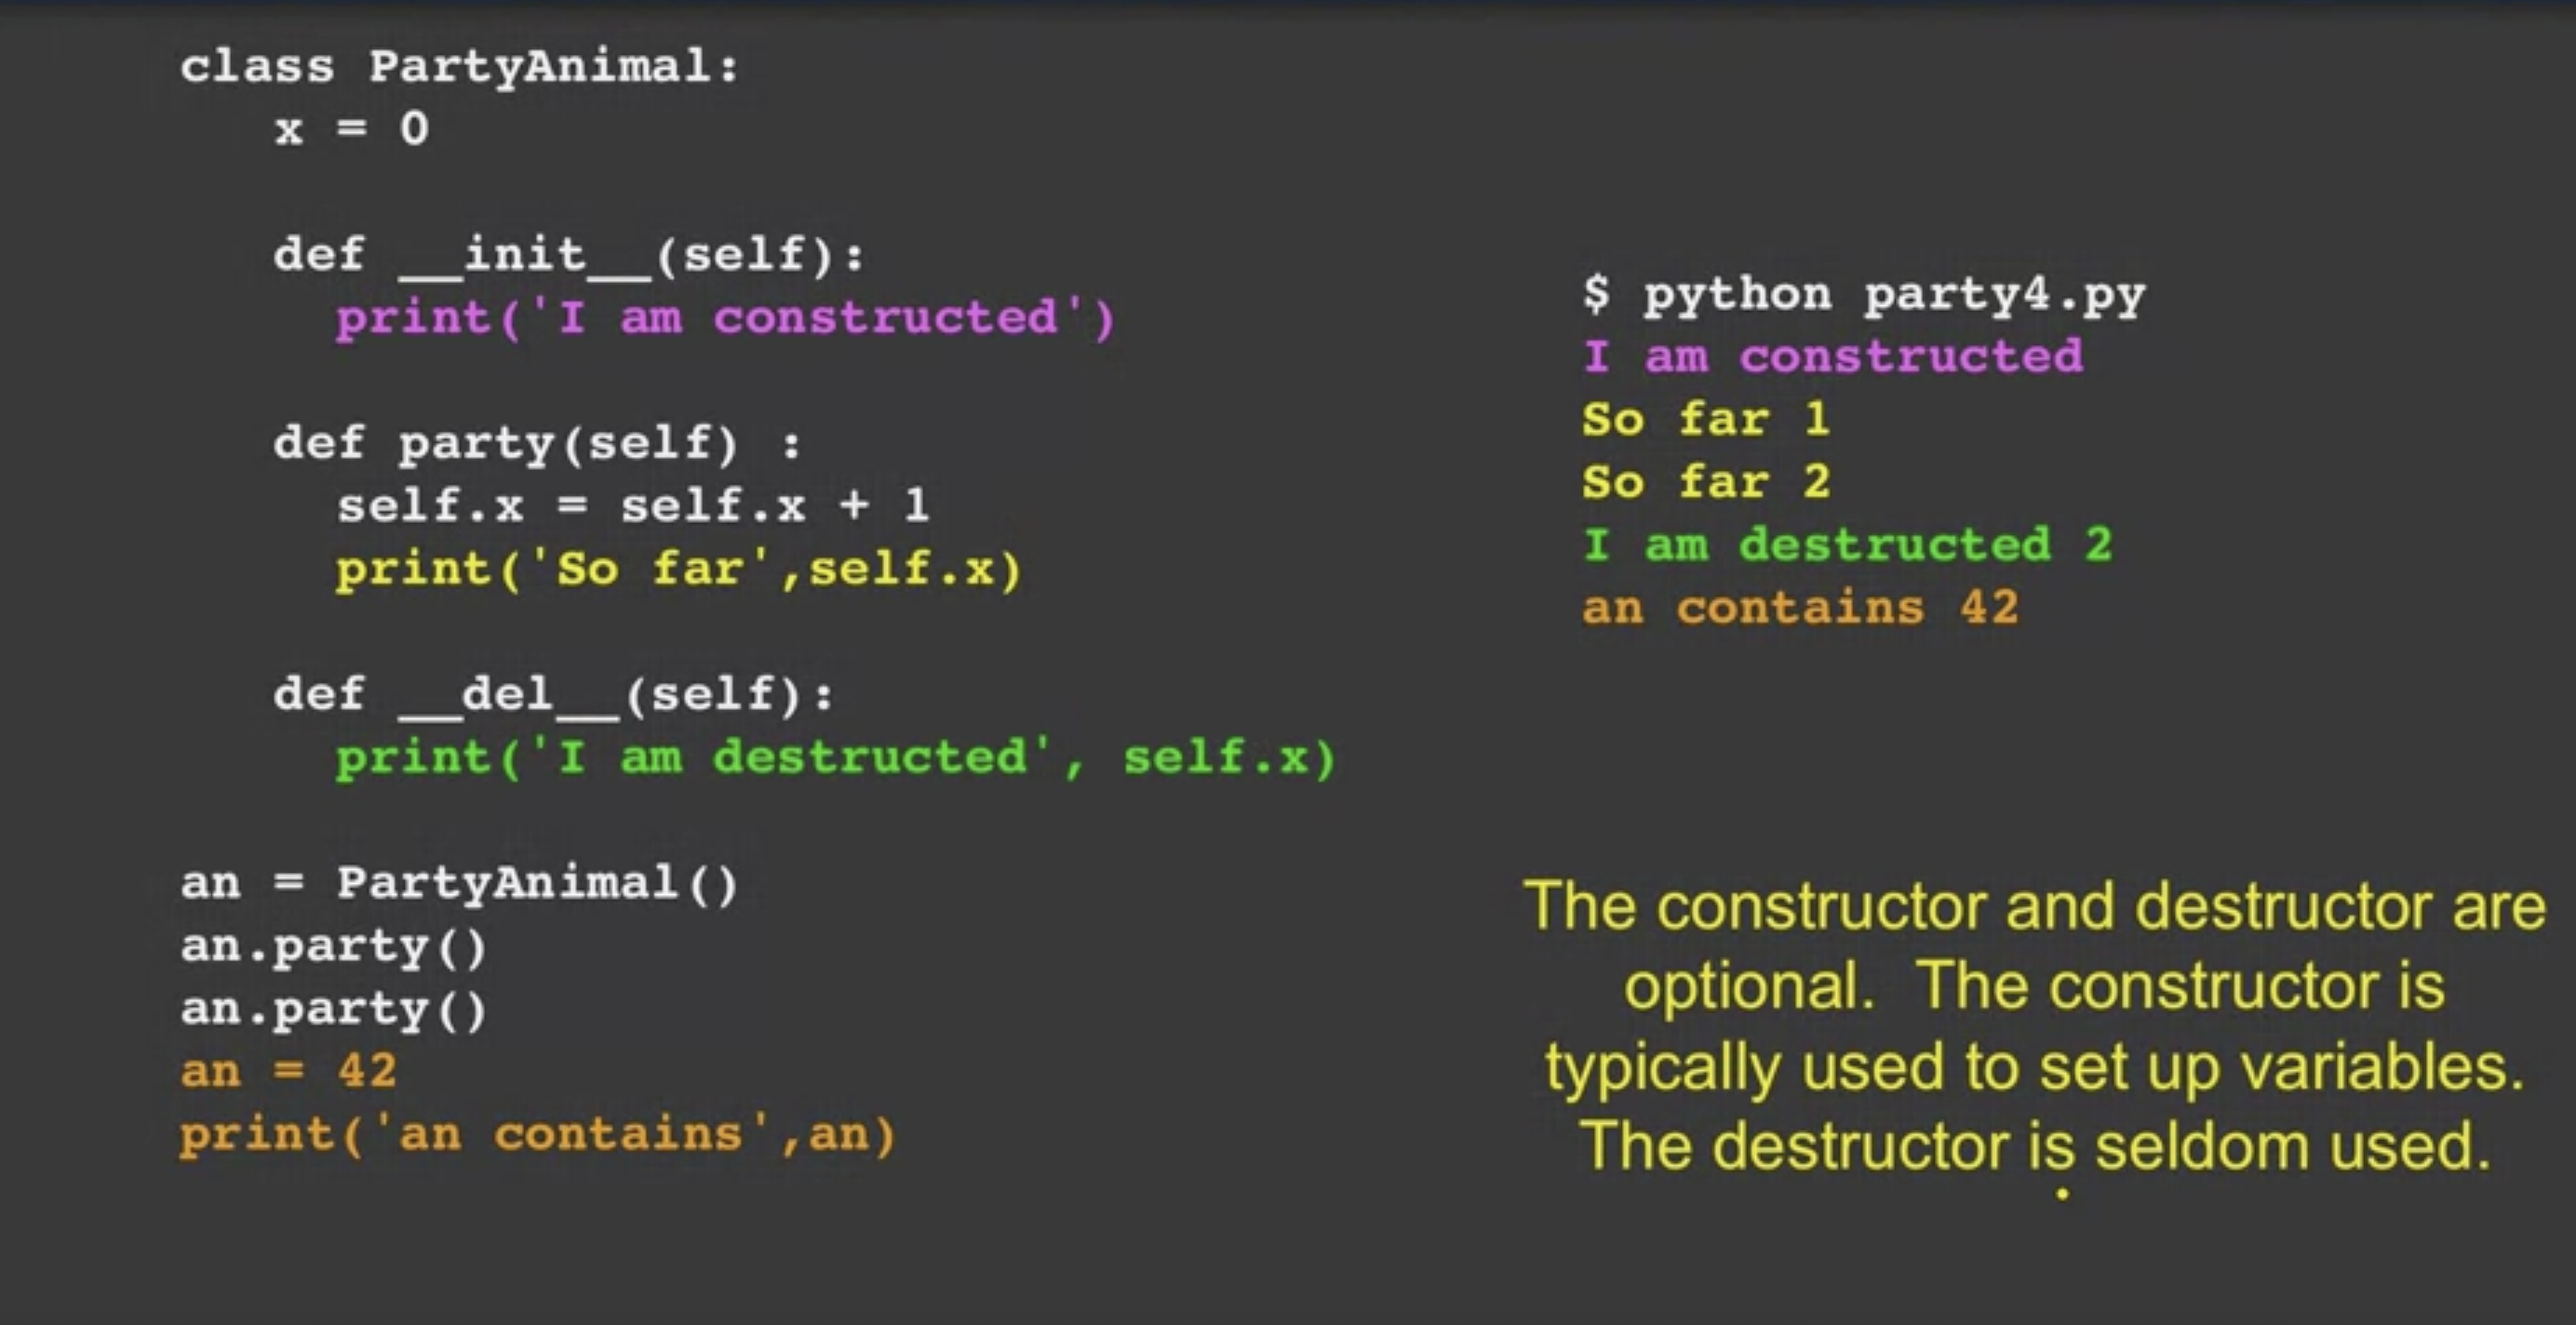 class PartyAnimal:
   x = 0

   def __init__(self):
     print('I am constructed')

   def party(self) :
     self.x = self.x + 1
     print('So far',self.x)

   def __del__(self):
     print('I am destructed', self.x)

an = PartyAnimal()
an.party()
an.party()
an = 42
print('an contains',an)

$ python party4.py
I am constructed
So far 1
So far 2
I am destructed 2
an contains 42

The constructor and destructor are
optional.  The constructor is
typically used to set up variables.
The destructor is seldom used.